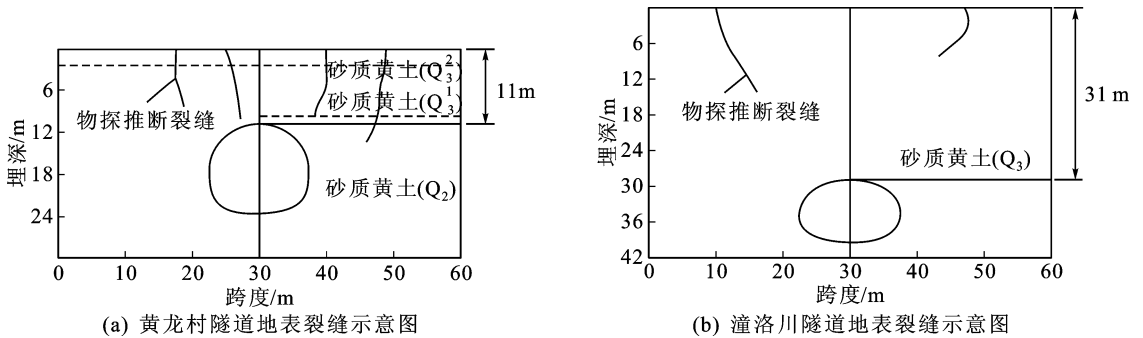 砂质黄土(Q₃²)
6
砂质黄土(Q₃¹)
11m
物探推断裂缝
12
埋深/m
18
砂质黄土(Q₂)
24
0 10 20 30 40 50 60
跨度/m
(a) 黄龙村隧道地表裂缝示意图
6
12
物探推断裂缝
31 m
18
埋深/m
24
砂质黄土(Q₃)
30
36
42
0 10 20 30 40 50 60
跨度/m
(b) 潼洛川隧道地表裂缝示意图